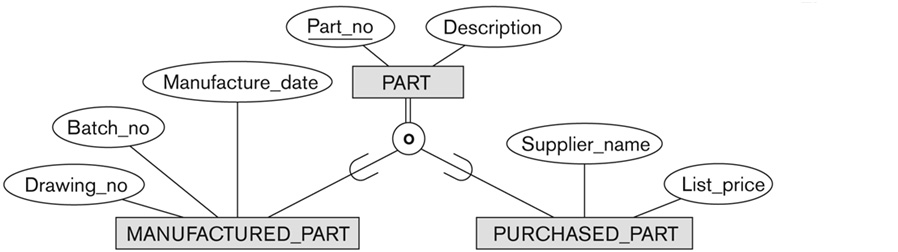 Part_no
Description
PART
Manufacture_date
Batch_no
o
Supplier_name
Drawing_no
List_price
MANUFACTURED_PART
PURCHASED_PART